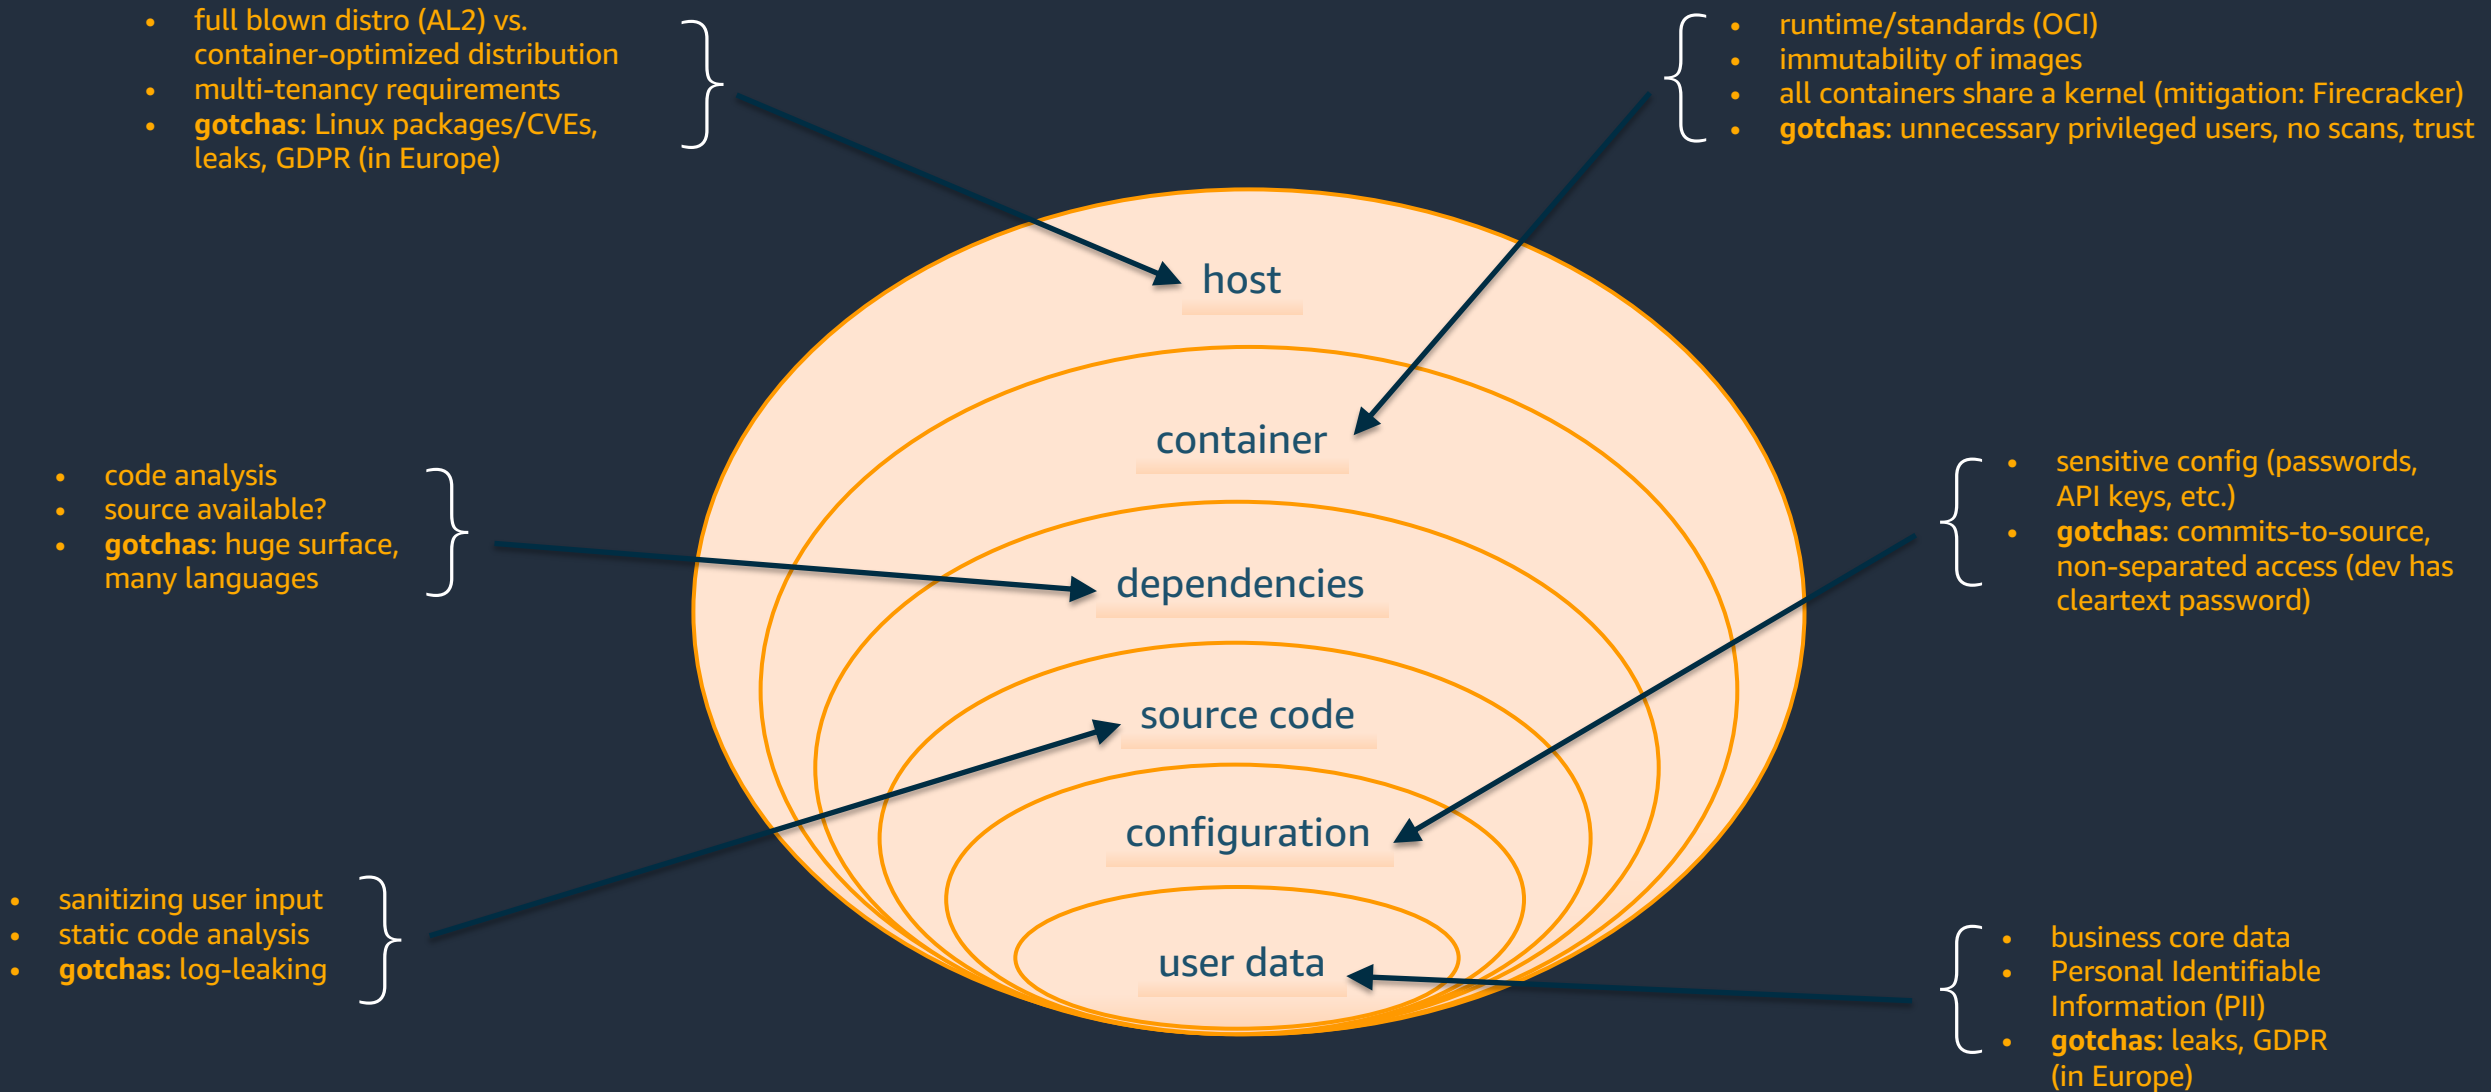 • full blown distro (AL2) vs.
container-optimized distribution
• multi-tenancy requirements
• gotchas: Linux packages/CVEs,
leaks, GDPR (in Europe)
• runtime/standards (OCI)
• immutability of images
• all containers share a kernel (mitigation: Firecracker)
• gotchas: unnecessary privileged users, no scans, trust
host
container
• code analysis
• source available?
• gotchas: huge surface,
many languages
• sensitive config (passwords,
API keys, etc.)
• gotchas: commits-to-source,
non-separated access (dev has
cleartext password)
dependencies
source code
configuration
• sanitizing user input
• static code analysis
• gotchas: log-leaking
user data
• business core data
• Personal Identifiable
Information (PII)
• gotchas: leaks, GDPR
(in Europe)